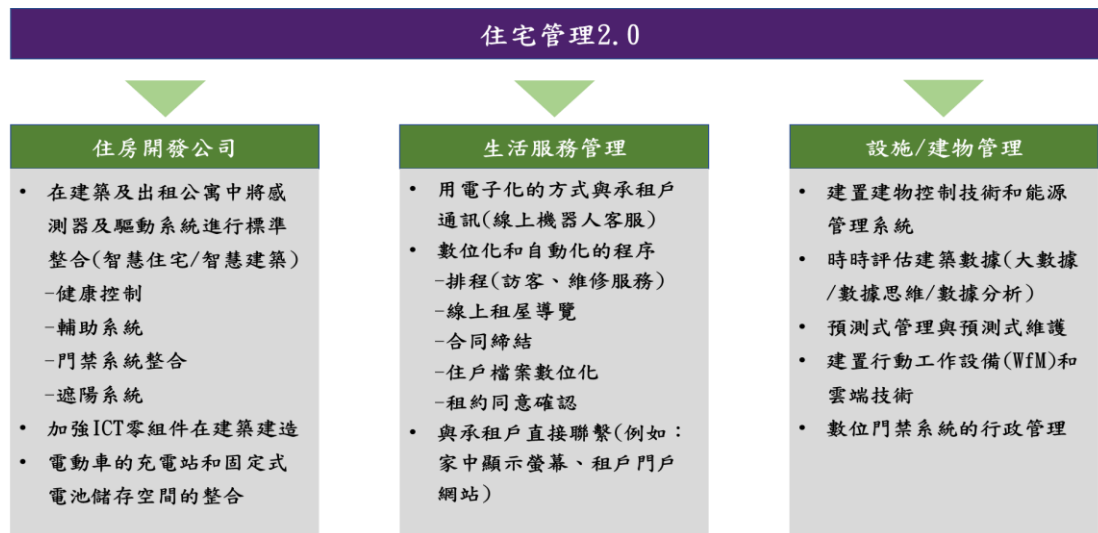 住宅管理2.0
住房開發公司
• 在建築及出租公寓中將感
測器及驅動系統進行標準
整合(智慧住宅/智慧建築)
-健康控制
-輔助系統
-門禁系統整合
-遮陽系統
• 加強ICT零組件在建築建造
• 電動車的充電站和固定式
電池儲存空間的整合
生活服務管理
• 用電子化的方式與承租戶
通訊(線上機器人客服)
• 數位化和自動化的程序
-排程(訪客、維修服務)
-線上租屋導覽
-合同締結
-住戶檔案數位化
-租約同意確認
• 與承租戶直接聯繫(例如：
家中顯示螢幕、租戶門戶
網站)
設施/建物管理
• 建置建物控制技術和能源
管理系統
• 時時評估建築數據(大數據
/數據思維/數據分析)
• 預測式管理與預測式維護
• 建置行動工作設備(WfM)和
雲端技術
• 數位門禁系統的行政管理